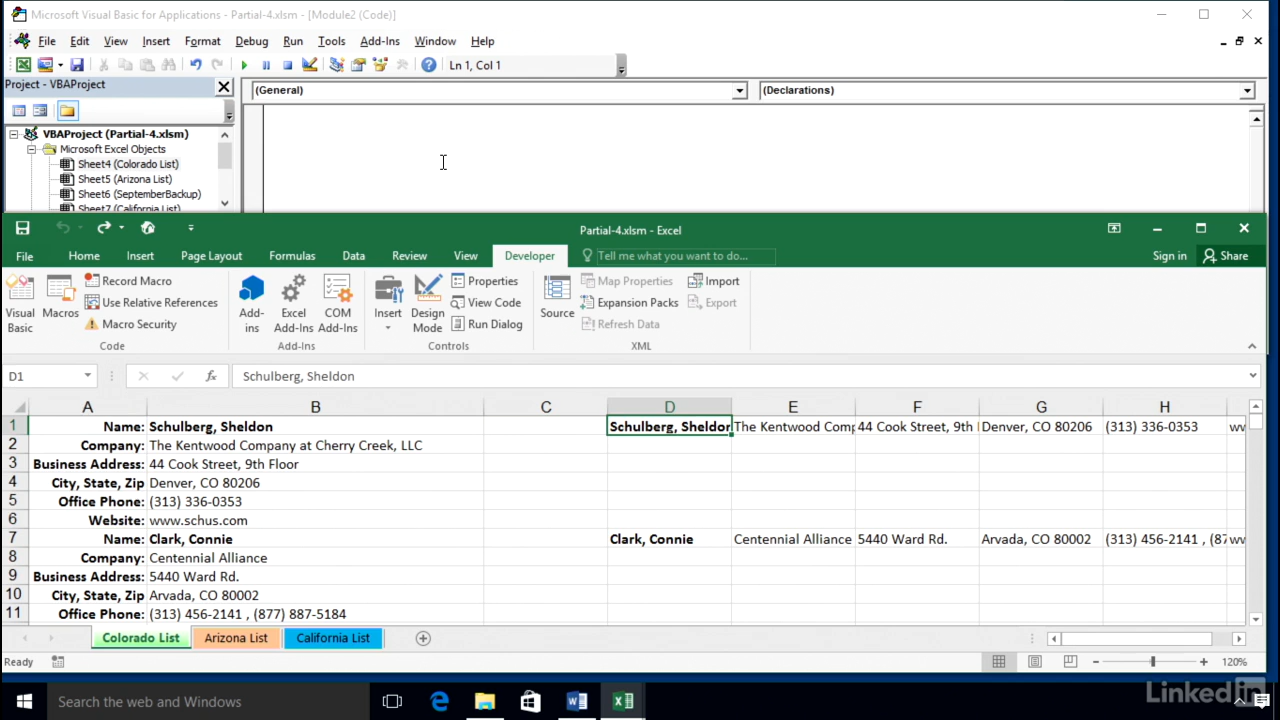 Microsoft Visual Basic for Applications - Partial-4.xlsm - [Module2 (Code)]
File Edit View Insert Format Debug Run Tools Add-Ins Window Help
Ln 1, Col 1
Project - VBAProject
(General) (Declarations)
VBAProject (Partial-4.xlsm)
Microsoft Excel Objects
Sheet4 (Colorado List)
Sheet5 (Arizona List)
Sheet6 (SeptemberBackup)
Sheet7 (California List)
Partial-4.xlsm - Excel
File Home Insert Page Layout Formulas Data Review View Developer Tell me what you want to do... Sign in Share
Record Macro Properties Map Properties Import
Use Relative References View Code Expansion Packs Export
Visual Basic Macros Add-ins Excel Add-Ins COM Add-Ins Insert Design Mode Source
Macro Security Run Dialog Refresh Data
Code Add-Ins Controls XML
D1 fx Schulberg, Sheldon
A B C D E F G H
1 Name: Schulberg, Sheldon Schulberg, Sheldor The Kentwood Comp 44 Cook Street, 9th Denver, CO 80206 (313) 336-0353 ww
2 Company: The Kentwood Company at Cherry Creek, LLC
3 Business Address: 44 Cook Street, 9th Floor
4 City, State, Zip Denver, CO 80206
5 Office Phone: (313) 336-0353
6 Website: www.schus.com
7 Name: Clark, Connie Clark, Connie Centennial Alliance 5440 Ward Rd. Arvada, CO 80002 (313) 456-2141 , (87 ww
8 Company: Centennial Alliance
9 Business Address: 5440 Ward Rd.
10 City, State, Zip Arvada, CO 80002
11 Office Phone: (313) 456-2141 , (877) 887-5184
Colorado List Arizona List California List
Ready 120%
Search the web and Windows
LinkedIn